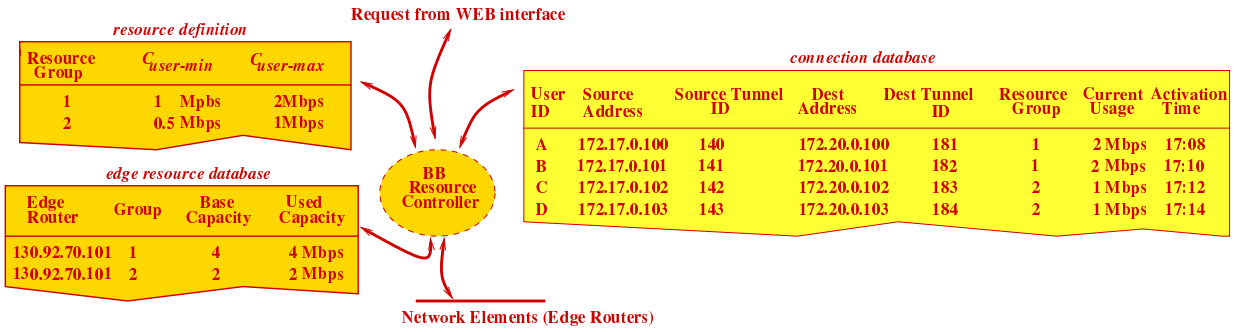 Request from WEB interface
resource definition
Resource Group C user-min C user-max
1 1 Mpbs 2Mbps
2 0.5 Mbps 1Mbps
edge resource database
Edge Router Group Base Capacity Used Capacity
130.92.70.101 1 4 4 Mbps
130.92.70.101 2 2 2 Mbps
BB
Resource
Controller
Network Elements (Edge Routers)
connection database
User ID Source Address Source Tunnel ID Dest Address Dest Tunnel ID Resource Group Current Usage Activation Time
A 172.17.0.100 140 172.20.0.100 181 1 2 Mbps 17:08
B 172.17.0.101 141 172.20.0.101 182 1 2 Mbps 17:10
C 172.17.0.102 142 172.20.0.102 183 2 1 Mbps 17:12
D 172.17.0.103 143 172.20.0.103 184 2 1 Mbps 17:14